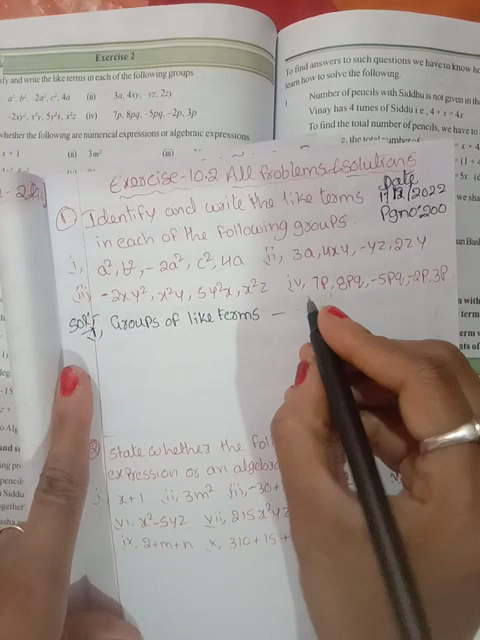 Exercise 2
To find answers to such questions we have to know h
fy and write the like terms in each of the following groups
learn how to solve the following.
a², b², -2a², c², 4a (ii) 3a, 4xy, -yz, 2zy
Number of pencils with Siddhu is not given in the
Vinay have 4 times of Siddu i.e., 4 × x = 4x
-2xy², x²y, 5y²x, x²z (iv) 7p, 8pq, -5pq, -2p, 3p
To find the total number of pencils, we have to
whether the following are numerical expressions or algebraic expressions
e, the total number of
x + 1 (ii) 3m² (iii)
Exercise-10.2 All Problems & solutions
Date
17/12/2022
Pg no:200
① Identify and write the like terms
in each of the following groups.
i, a², b², -2a², c², 4a ii, 3a, 4xy, -yz, 2zy
iii) -2xy², x²y, 5y²x, x²z iv, 7p, 8pq, -5pq, -2p, 3p
Sol: i, Groups of like terms -
② State whether the foll
expression or an algebra
i, x+1 ii, 3m² iii, -30+
vi, x²-5yz vii, 215x²yz
ix, 2+m+n x, 310+15+